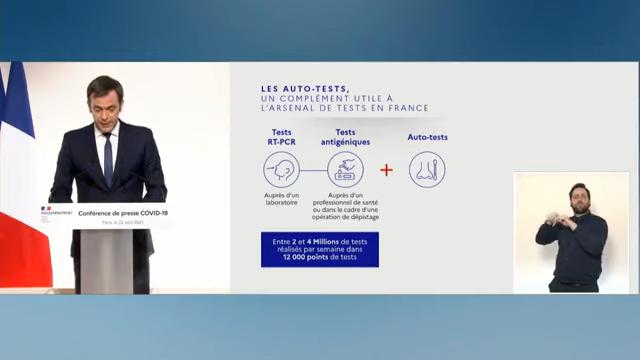 LES AUTO-TESTS,
UN COMPLÉMENT UTILE À
L'ARSENAL DE TESTS EN FRANCE
Tests
RT-PCR
Tests
antigéniques
Auto-tests
+
Auprès d'un
laboratoire
Auprès d'un
professionnel de santé
ou dans le cadre d'une
opération de dépistage
Entre 2 et 4 Millions de tests
réalisés par semaine dans
12 000 points de tests
GOUVERNEMENT
Conférence de presse COVID-19
Paris, le 22 avril 2021